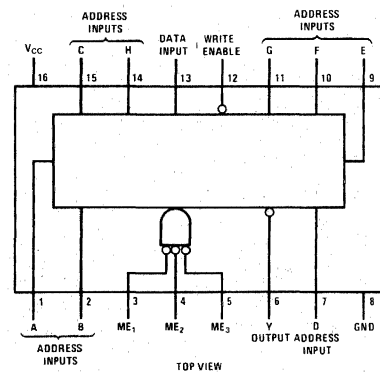 ADDRESS INPUTS
DATA INPUT
WRITE ENABLE
ADDRESS INPUTS
VCC C H G F E
16 15 14 13 12 11 10 9
1 2 3 4 5 6 7 8
A B ME1 ME2 ME3 Y D GND
ADDRESS INPUTS
OUTPUT
ADDRESS INPUT
TOP VIEW